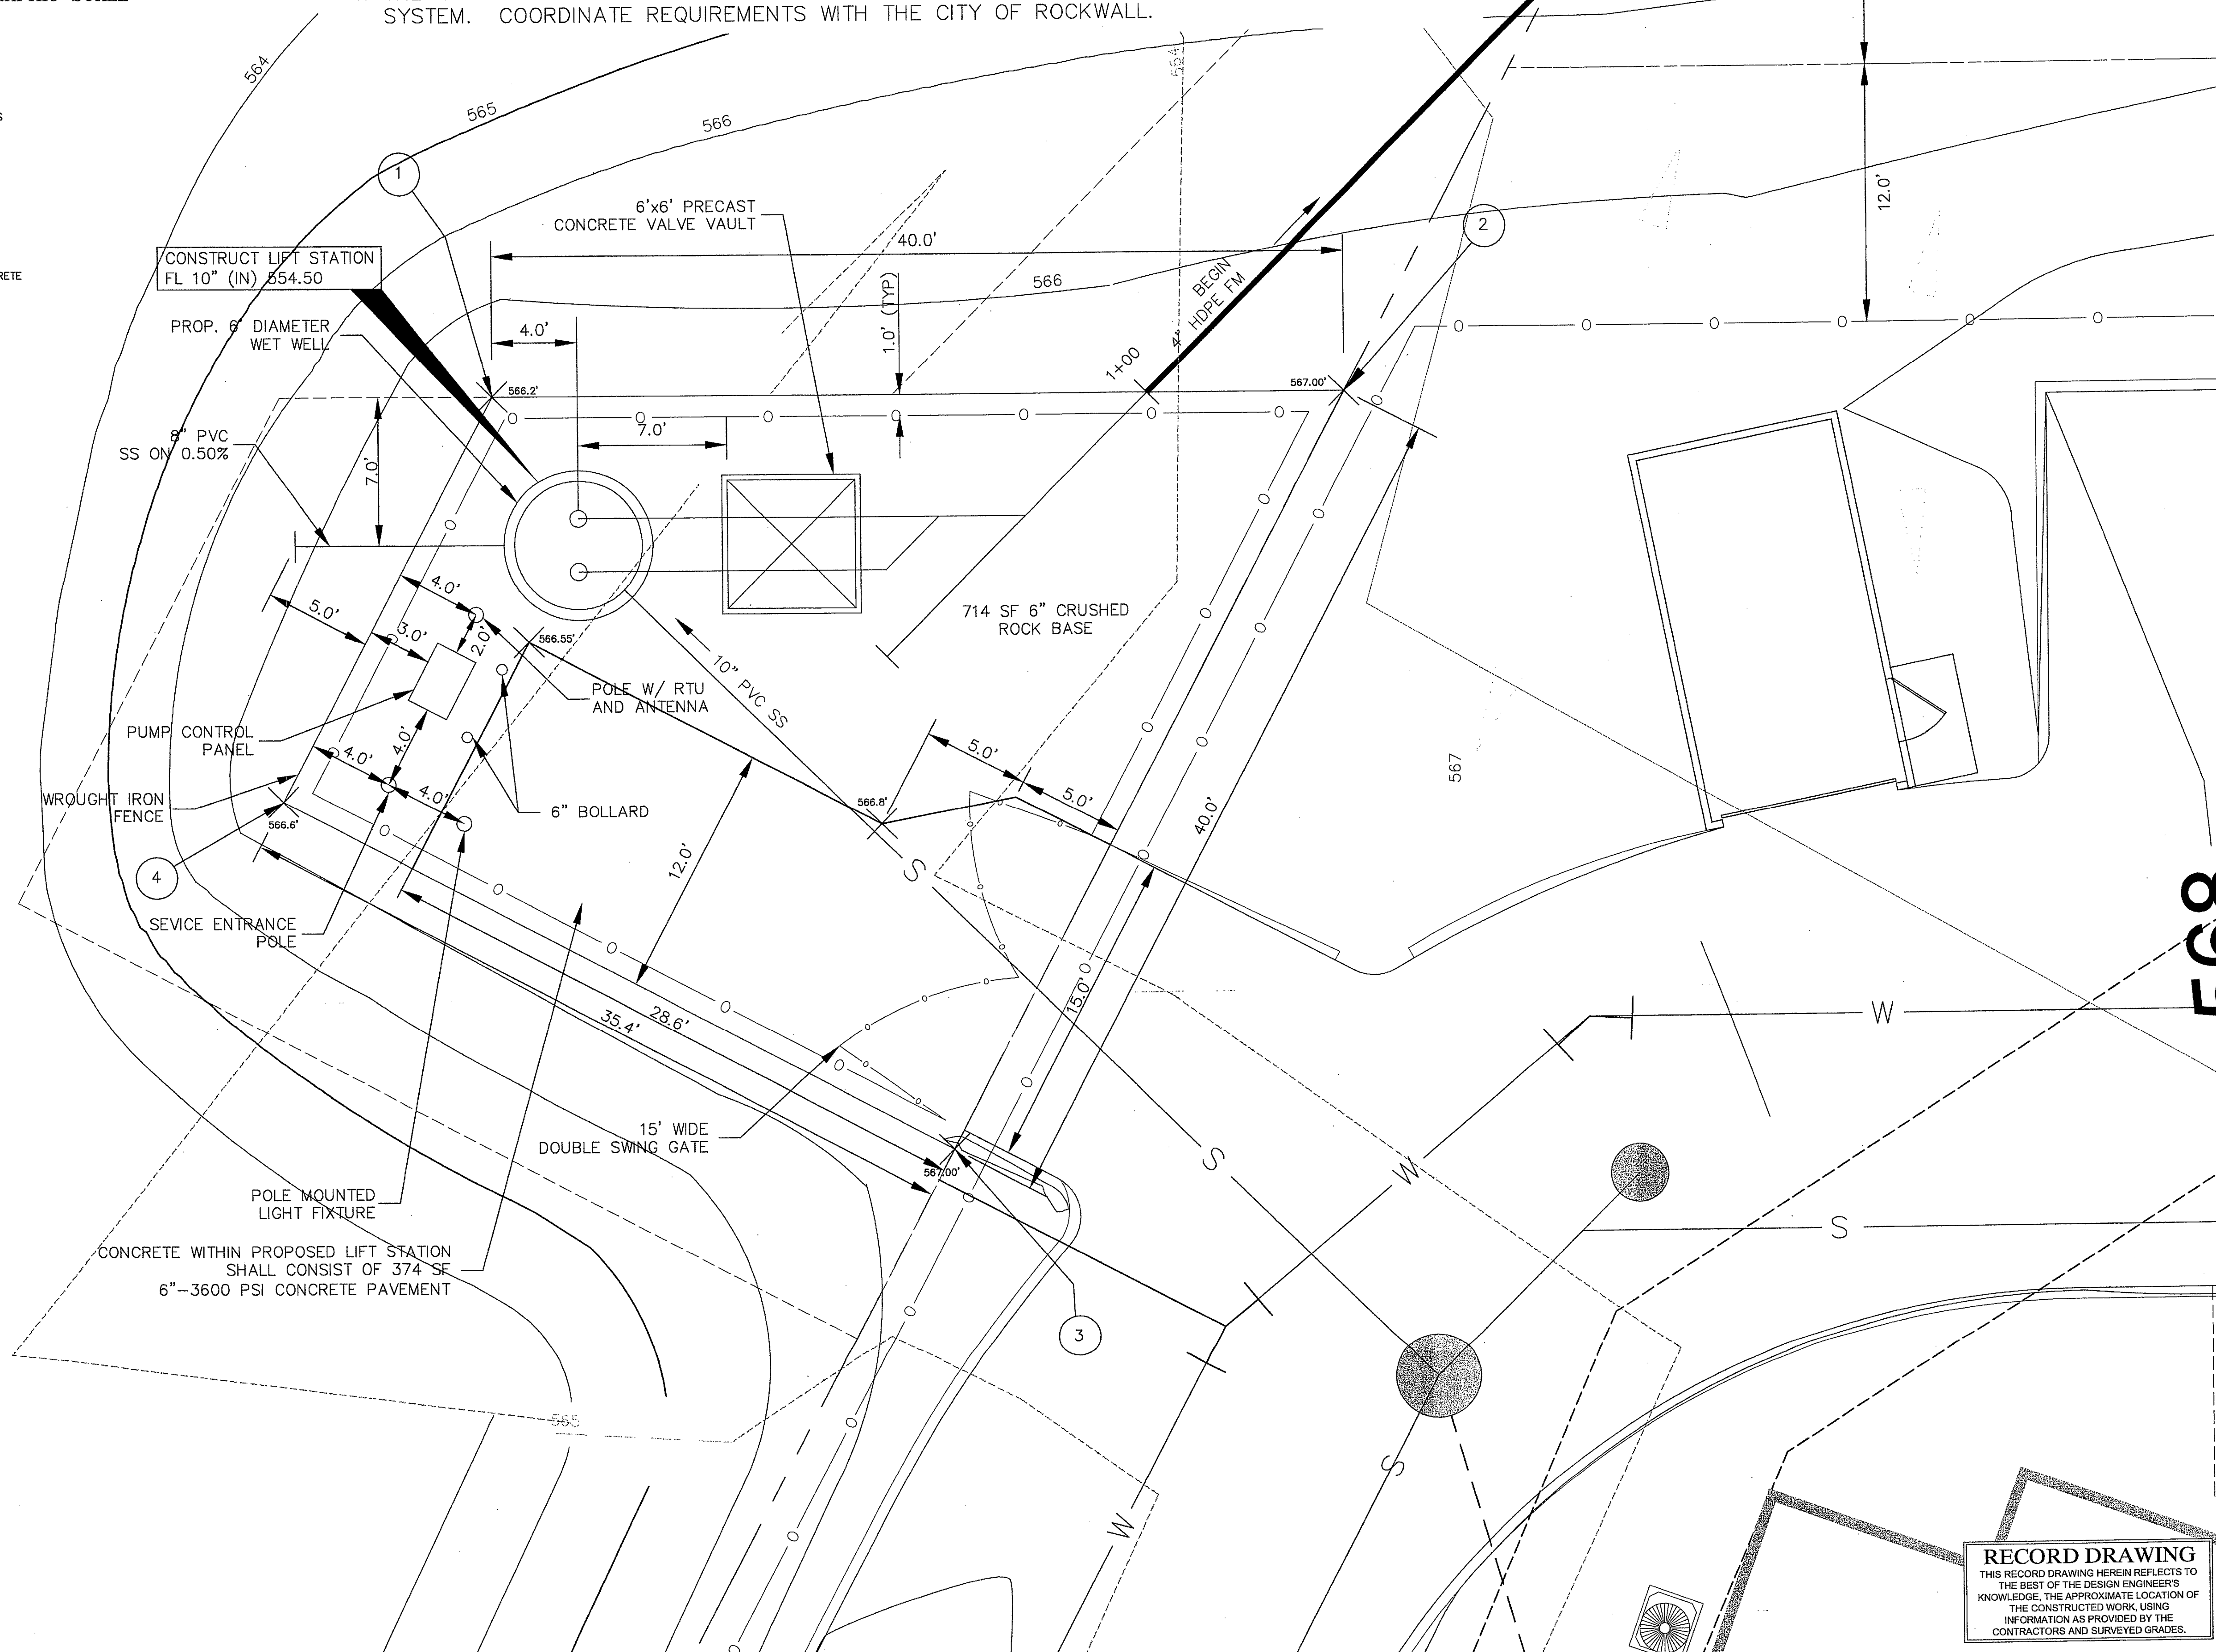 SYSTEM. COORDINATE REQUIREMENTS WITH THE CITY OF ROCKWALL.
564
565
566
564
1
6'x6' PRECAST
CONCRETE VALVE VAULT
2
12.0'
40.0'
CONSTRUCT LIFT STATION
FL 10" (IN) 554.50
566
BEGIN
4" HDPE FM
1.0' (TYP)
PROP. 6' DIAMETER
WET WELL
4.0'
1+00
566.2'
567.00'
8" PVC
SS ON 0.50%
7.0'
7.0'
4.0'
5.0'
3.0'
2.0'
566.55'
714 SF 6" CRUSHED
ROCK BASE
10" PVC SS
POLE W/ RTU
AND ANTENNA
PUMP CONTROL
PANEL
4.0'
4.0'
4.0'
5.0'
5.0'
567
WROUGHT IRON
FENCE
6" BOLLARD
566.8'
566.6'
40.0'
4
12.0'
S
568
SEVICE ENTRANCE
POLE
15.0'
28.6'
35.4'
W
15' WIDE
DOUBLE SWING GATE
567.00'
S
W
POLE MOUNTED
LIGHT FIXTURE
S
CONCRETE WITHIN PROPOSED LIFT STATION
SHALL CONSIST OF 374 SF
6"-3600 PSI CONCRETE PAVEMENT
3
565
S
W
RECORD DRAWING
THIS RECORD DRAWING HEREIN REFLECTS TO
THE BEST OF THE DESIGN ENGINEER'S
KNOWLEDGE, THE APPROXIMATE LOCATION OF
THE CONSTRUCTED WORK, USING
INFORMATION AS PROVIDED BY THE
CONTRACTORS AND SURVEYED GRADES.